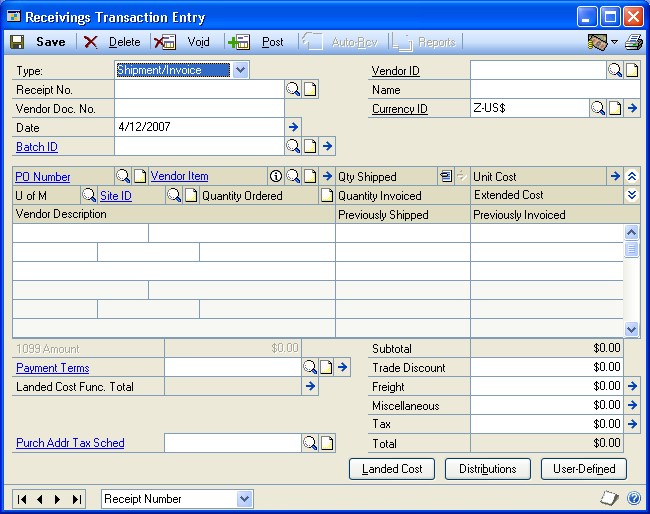 Receivings Transaction Entry
Save Delete Void Post Auto-Rcv Reports
Type: Shipment/Invoice Vendor ID
Receipt No. Name
Vendor Doc. No. Currency ID Z-US$
Date 4/12/2007
Batch ID
PO Number Vendor Item Qty Shipped Unit Cost
U of M Site ID Quantity Ordered Quantity Invoiced Extended Cost
Vendor Description Previously Shipped Previously Invoiced
1099 Amount $0.00 Subtotal $0.00
Payment Terms Trade Discount $0.00
Landed Cost Func. Total Freight $0.00
Miscellaneous $0.00
Tax $0.00
Purch Addr Tax Sched Total $0.00
Landed Cost Distributions User-Defined
Receipt Number